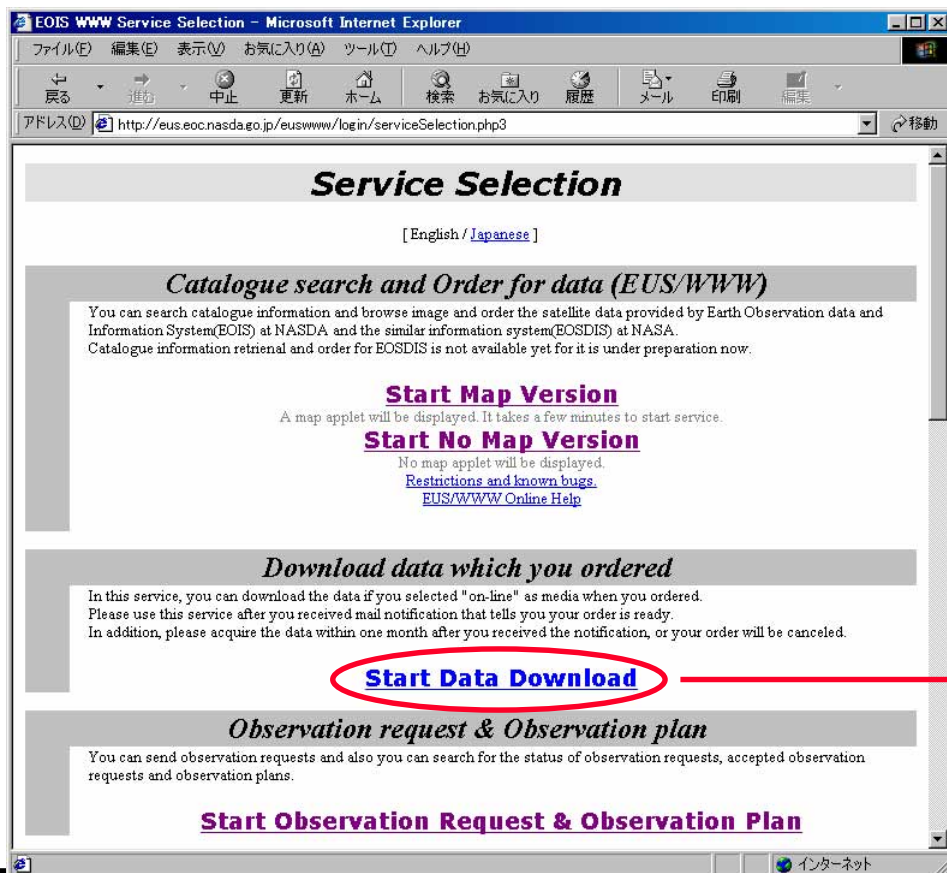 EOIS WWW Service Selection - Microsoft Internet Explorer
ファイル(F) 編集(E) 表示(V) お気に入り(A) ツール(T) ヘルプ(H)
戻る 進む 中止 更新 ホーム 検索 お気に入り 履歴 メール 印刷 編集
アドレス(D) http://eus.eoc.nasda.go.jp/euswww/login/serviceSelection.php3 移動
Service Selection
[ English / Japanese ]
Catalogue search and Order for data (EUS/WWW)
You can search catalogue information and browse image and order the satellite data provided by Earth Observation data and
Information System(EOIS) at NASDA and the similar information system(EOSDIS) at NASA.
Catalogue information retrienal and order for EOSDIS is not available yet for it is under preparation now.
Start Map Version
A map applet will be displayed. It takes a few minutes to start service.
Start No Map Version
No map applet will be displayed.
Restrictions and known bugs.
EUS/WWW Online Help
Download data which you ordered
In this service, you can download the data if you selected "on-line" as media when you ordered.
Please use this service after you received mail notification that tells you your order is ready.
In addition, please acquire the data within one month after you received the notification, or your order will be canceled.
Start Data Download
Observation request & Observation plan
You can send observation requests and also you can search for the status of observation requests, accepted observation
requests and observation plans.
Start Observation Request & Observation Plan
インターネット